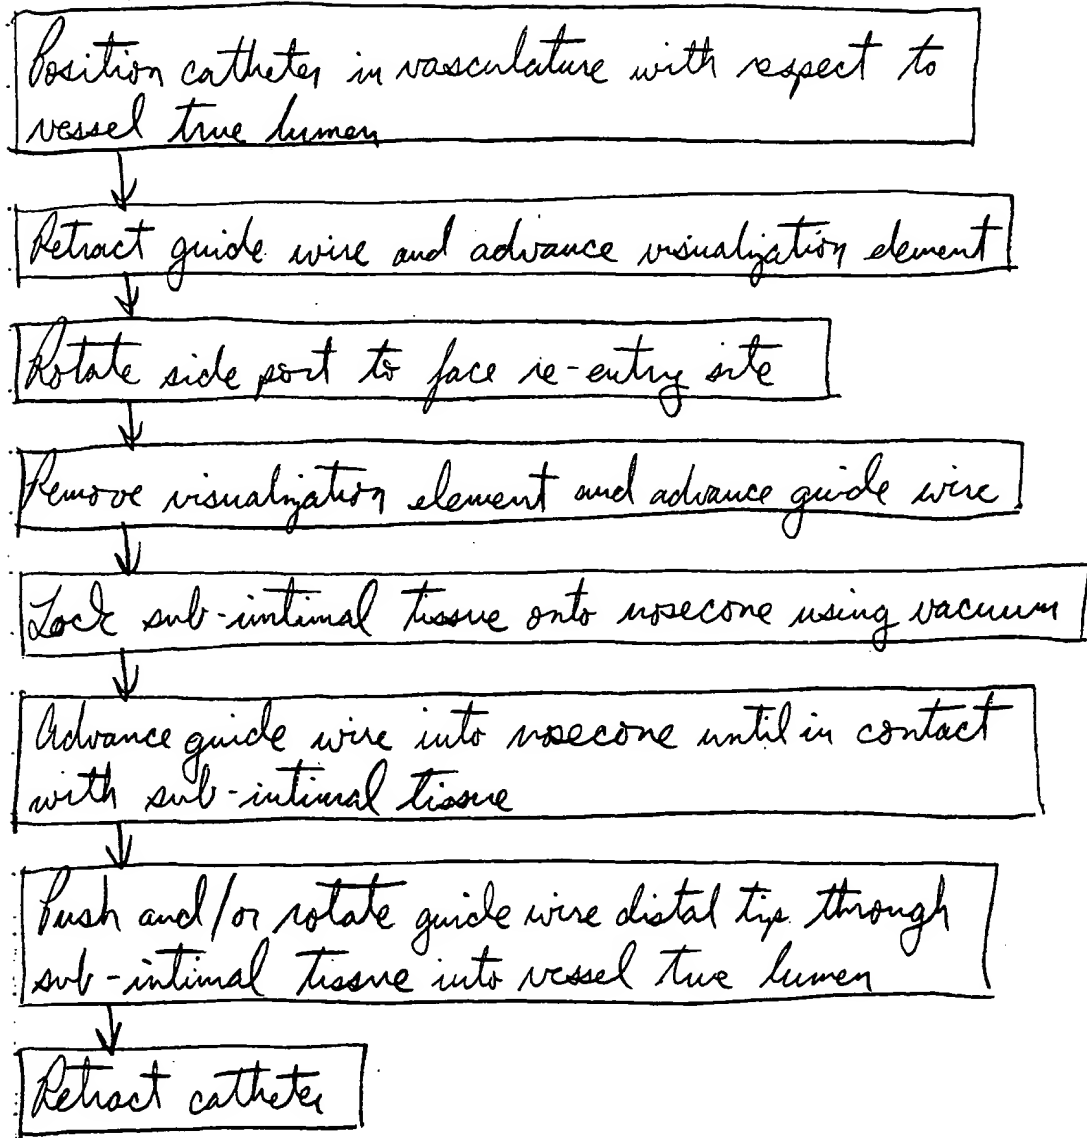 Position catheter in vasculature with respect to
vessel true lumen
Retract guide wire and advance visualization element
Rotate side port to face re-entry site
Remove visualization element and advance guide wire
Lock sub-intimal tissue onto nosecone using vacuum
Advance guide wire into nosecone until in contact
with sub-intimal tissue
Push and/or rotate guide wire distal tip through
sub-intimal tissue into vessel true lumen
Retract catheter